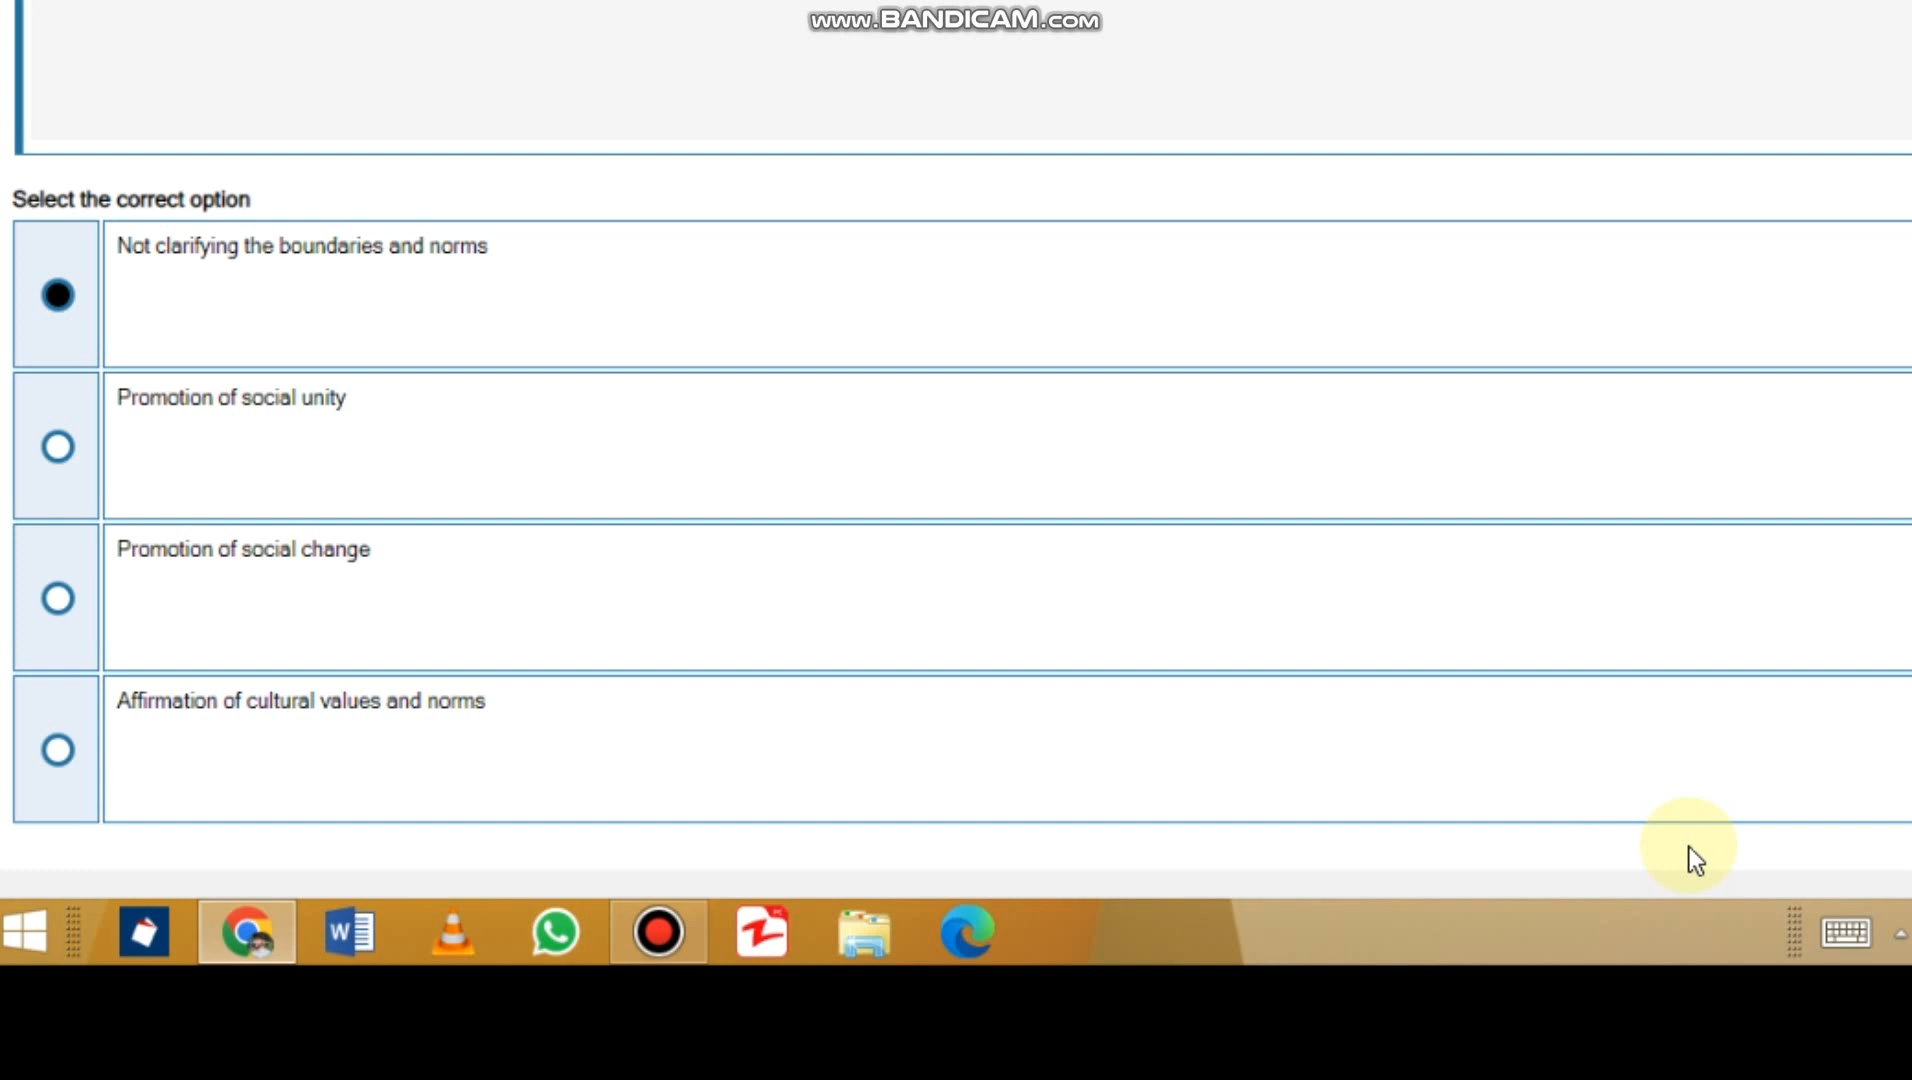 www.BANDICAM.com
Select the correct option
Not clarifying the boundaries and norms
Promotion of social unity
Promotion of social change
Affirmation of cultural values and norms
W
PC